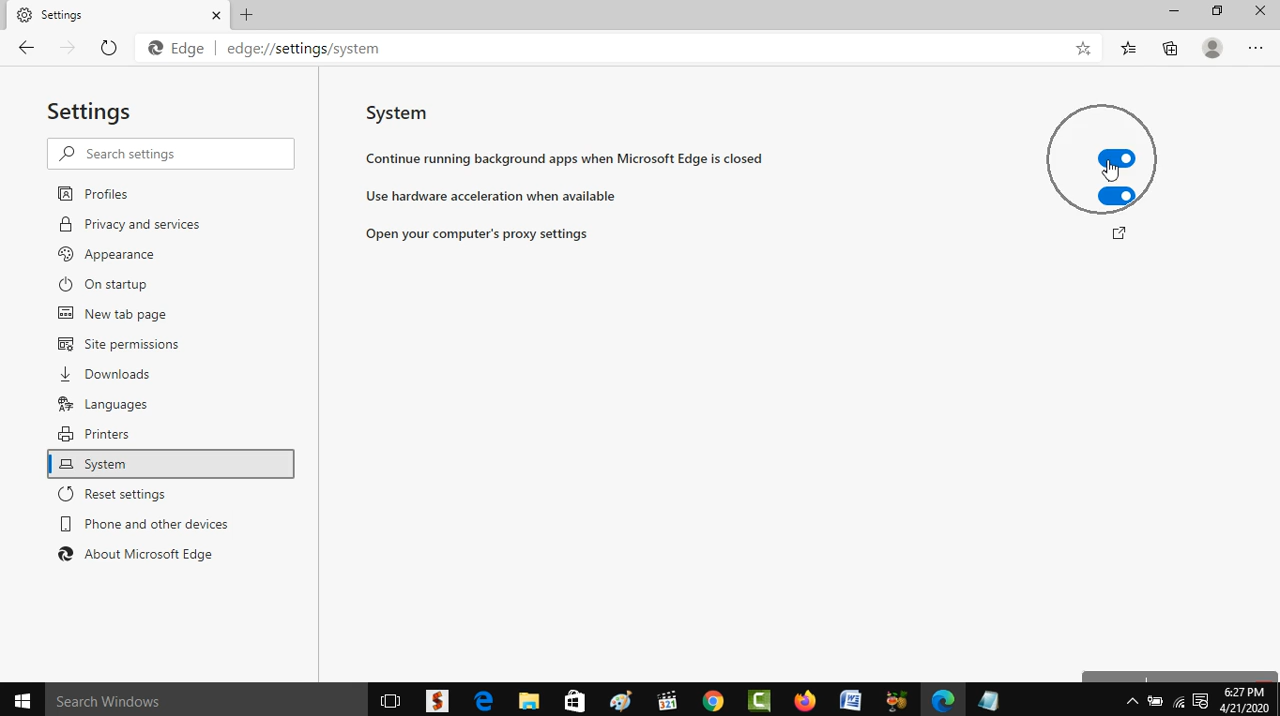 Settings
Edge
edge://settings/system
Settings
Search settings
Profiles
Privacy and services
Appearance
On startup
New tab page
Site permissions
Downloads
Languages
Printers
System
Reset settings
Phone and other devices
About Microsoft Edge
System
Continue running background apps when Microsoft Edge is closed
Use hardware acceleration when available
Open your computer's proxy settings
Search Windows
321
6:27 PM
4/21/2020